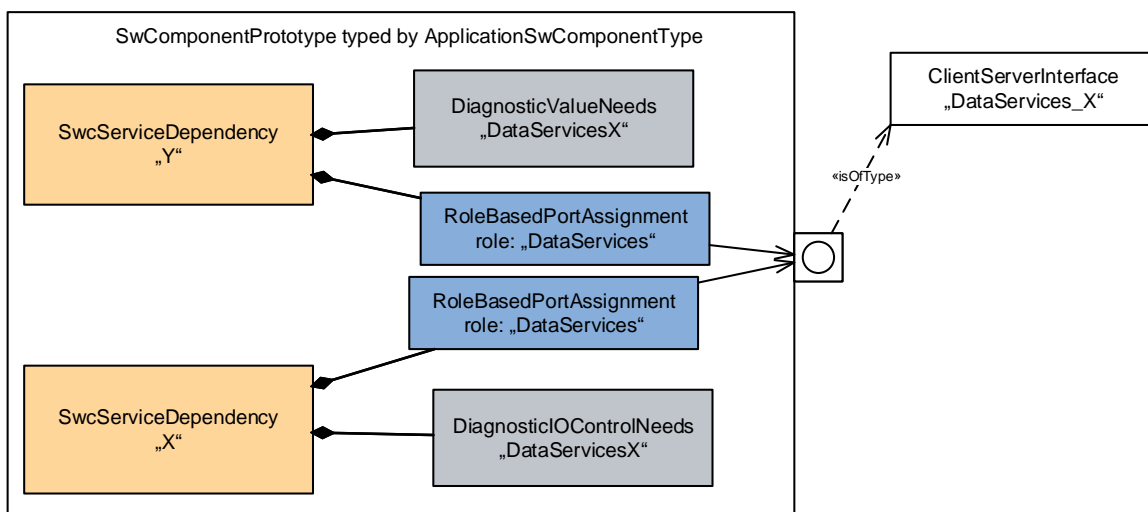 SwComponentPrototype typed by ApplicationSwComponentType
ClientServerInterface
„DataServices_X“
DiagnosticValueNeeds
„DataServicesX“
SwcServiceDependency
„Y“
«isOfType»
RoleBasedPortAssignment
role: „DataServices“
RoleBasedPortAssignment
role: „DataServices“
SwcServiceDependency
„X“
DiagnosticIOControlNeeds
„DataServicesX“